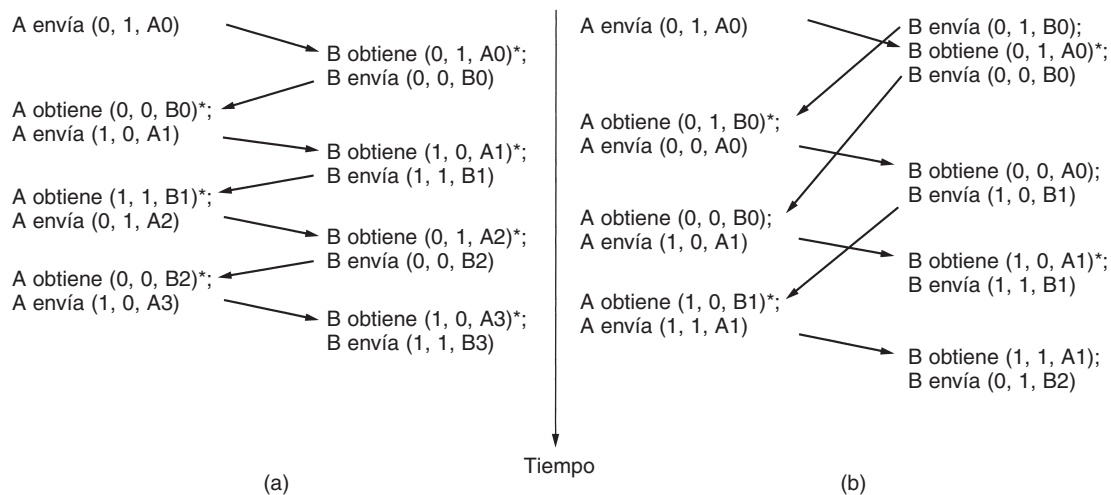 A envía (0, 1, A0)
B obtiene (0, 1, A0)*;
B envía (0, 0, B0)
A obtiene (0, 0, B0)*;
A envía (1, 0, A1)
B obtiene (1, 0, A1)*;
B envía (1, 1, B1)
A obtiene (1, 1, B1)*;
A envía (0, 1, A2)
B obtiene (0, 1, A2)*;
B envía (0, 0, B2)
A obtiene (0, 0, B2)*;
A envía (1, 0, A3)
B obtiene (1, 0, A3)*;
B envía (1, 1, B3)
(a)
Tiempo
A envía (0, 1, A0)
B envía (0, 1, B0);
B obtiene (0, 1, A0)*;
B envía (0, 0, B0)
A obtiene (0, 1, B0)*;
A envía (0, 0, A0)
B obtiene (0, 0, A0);
B envía (1, 0, B1)
A obtiene (0, 0, B0);
A envía (1, 0, A1)
B obtiene (1, 0, A1)*;
B envía (1, 1, B1)
A obtiene (1, 0, B1)*;
A envía (1, 1, A1)
B obtiene (1, 1, A1);
B envía (0, 1, B2)
(b)